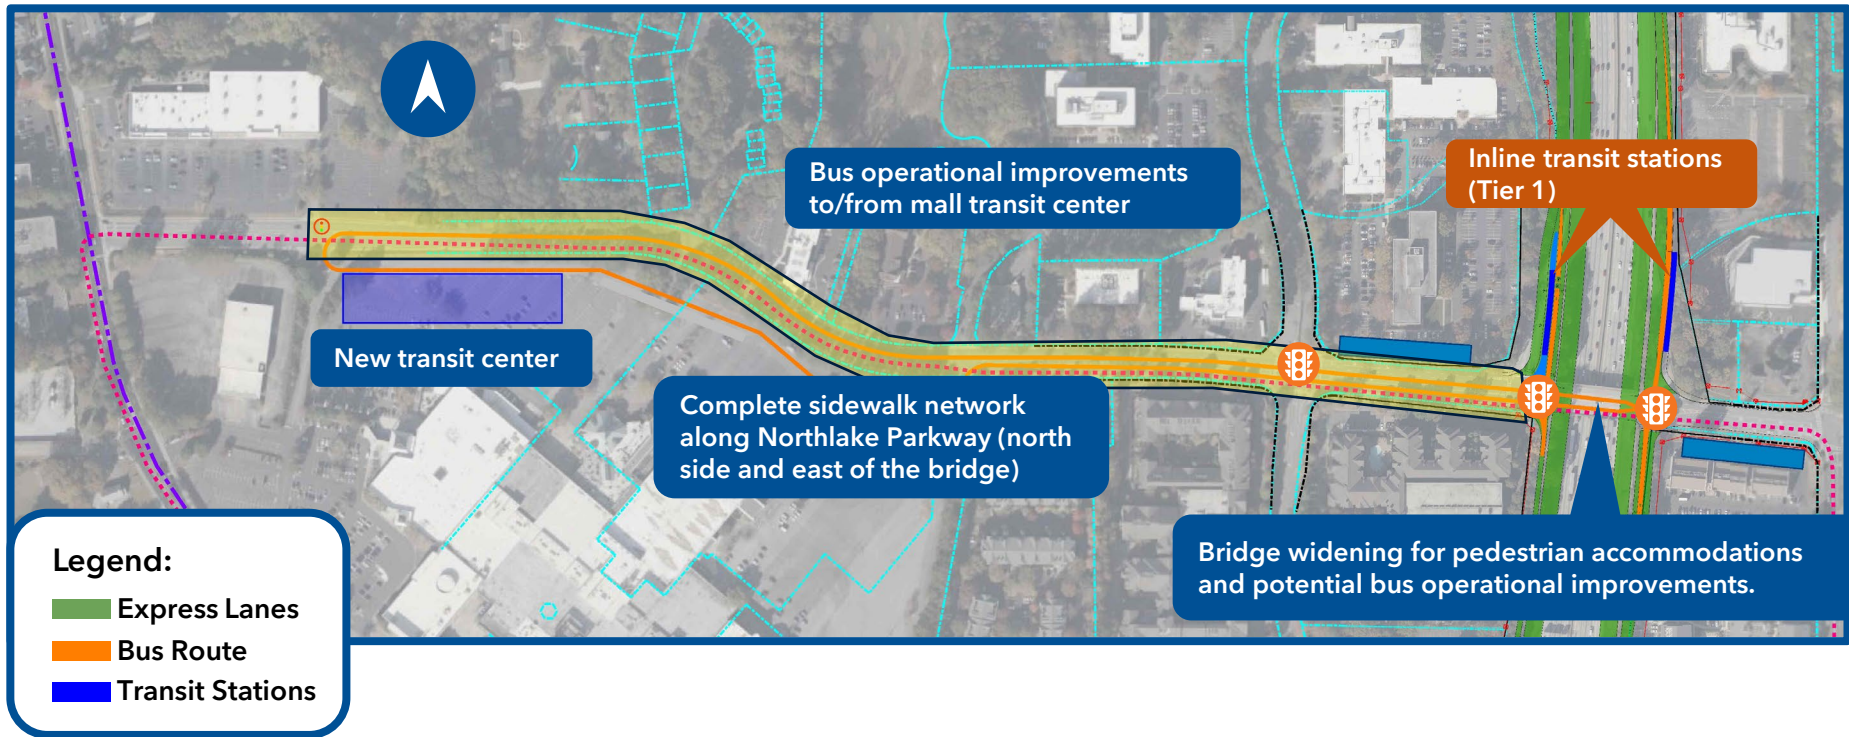 Bus operational improvements
to/from mall transit center
Inline transit stations
(Tier 1)
New transit center
Complete sidewalk network
along Northlake Parkway (north
side and east of the bridge)
Bridge widening for pedestrian accommodations
and potential bus operational improvements.
Legend:
Express Lanes
Bus Route
Transit Stations